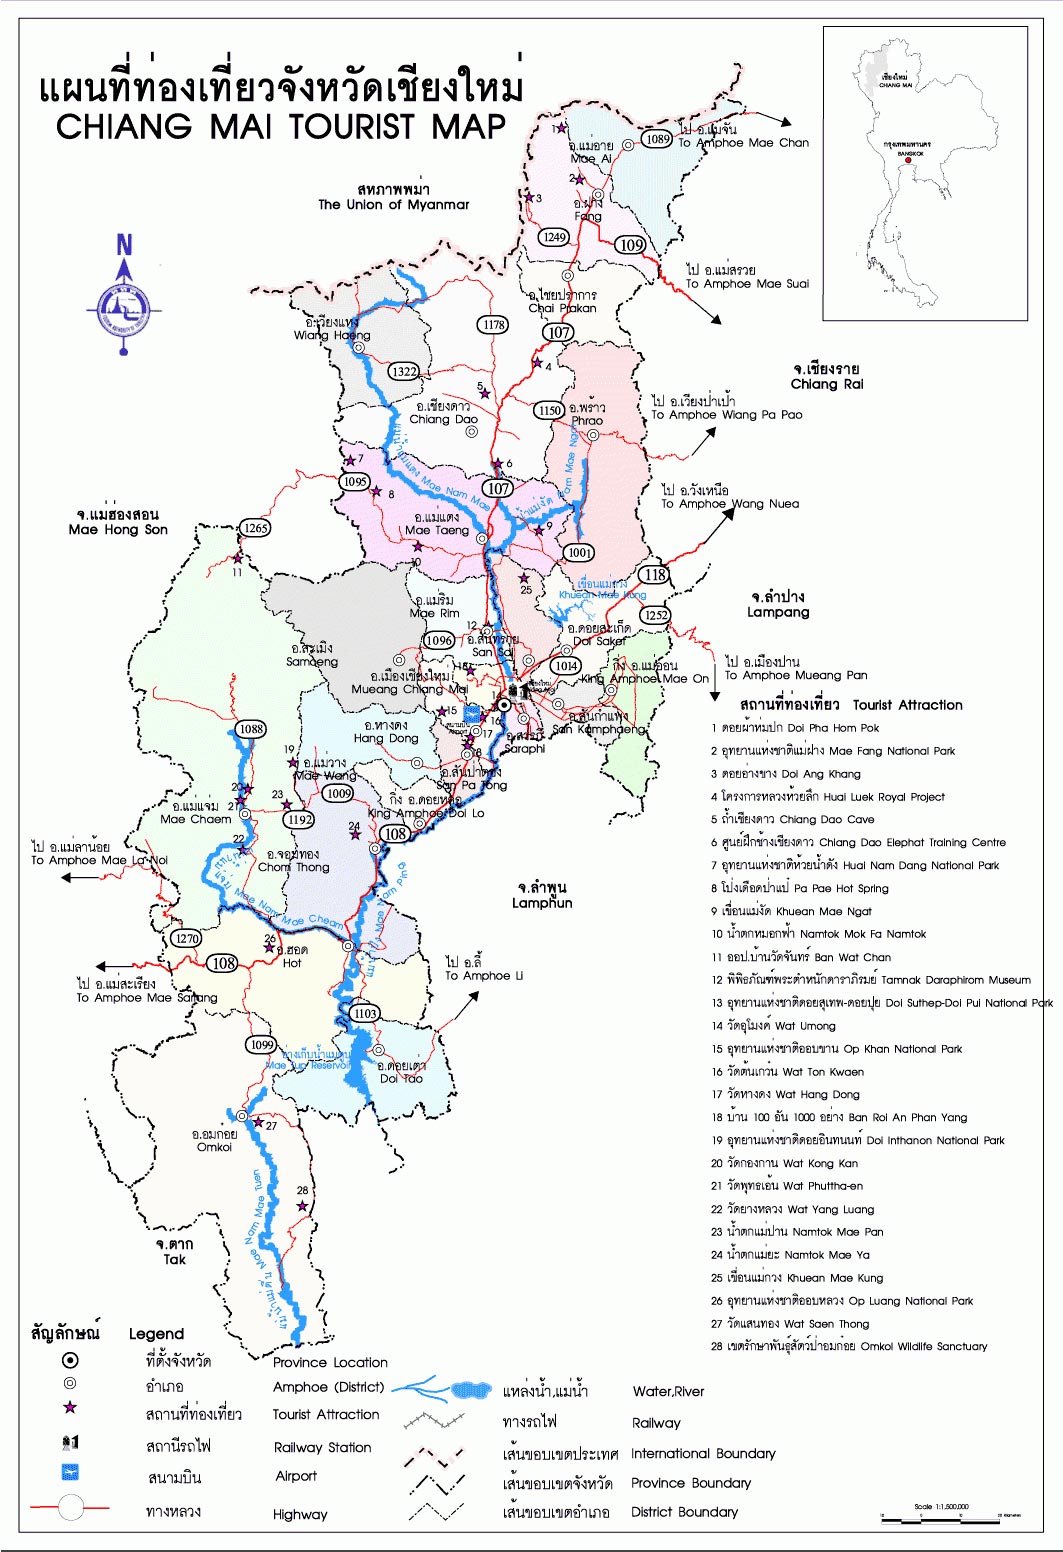 แผนที่ท่องเที่ยวจังหวัดเชียงใหม่
CHIANG MAI TOURIST MAP
เชียงใหม่
CHIANG MAI
กรุงเทพมหานคร
BANGKOK
สหภาพพม่า
The Union of Myanmar
N
1
อ.แม่อาย
Mae Ai
1089
ไป อ.แม่จัน
To Amphoe Mae Chan
2
3
อ.ฝาง
Fang
1249
109
ไป อ.แม่สรวย
To Amphoe Mae Suai
อ.ไชยปราการ
Chai Prakan
อ.เวียงแหง
Wiang Haeng
1178
107
1322
4
5
จ.เชียงราย
Chiang Rai
อ.เชียงดาว
Chiang Dao
1150
อ.พร้าว
Phrao
ไป อ.เวียงป่าเป้า
To Amphoe Wiang Pa Pao
7
6
1095
8
107
ไป อ.วังเหนือ
To Amphoe Wang Nuea
จ.แม่ฮ่องสอน
Mae Hong Son
1265
อ.แม่แตง
Mae Taeng
9
1001
10
11
25
เขื่อนแม่กวง
Khuean Mae Kung
118
จ.ลำปาง
Lampang
อ.แม่ริม
Mae Rim
1252
12
1096
อ.สันทราย
San Sai
อ.ดอยสะเก็ด
Doi Saket
อ.สะเมิง
Samoeng
1014
กิ่ง อ.แม่ออน
King Amphoe Mae On
ไป อ.เมืองปาน
To Amphoe Mueang Pan
อ.เมืองเชียงใหม่
Mueang Chiang Mai
15
16
17
อ.สันกำแพง
San Kamphaeng
อ.หางดง
Hang Dong
อ.สารภี
Saraphi
1088
19
อ.แม่วาง
Mae Wang
อ.สันป่าตอง
San Pa Tong
20
21
23
1009
กิ่ง อ.ดอยหล่อ
King Amphoe Doi Lo
อ.แม่แจ่ม
Mae Chaem
1192
24
108
22
อ.จอมทอง
Chom Thong
ไป อ.แม่ลาน้อย
To Amphoe Mae La Noi
Mae Nam Mae Cheam
Mae Nam Ping
จ.ลำพูน
Lamphun
1270
26
อ.ฮอด
Hot
108
ไป อ.แม่สะเรียง
To Amphoe Mae Sariang
ไป อ.ลี้
To Amphoe Li
1103
1099
อ.ดอยเต่า
Doi Tao
27
อ.อมก๋อย
Omkoi
28
Mae Nam Mae Tuen
จ.ตาก
Tak
สถานที่ท่องเที่ยว Tourist Attraction
1 ดอยผ้าห่มปก Doi Pha Hom Pok
2 อุทยานแห่งชาติแม่ฝาง Mae Fang National Park
3 ดอยอ่างขาง Doi Ang Khang
4 โครงการหลวงห้วยลึก Huai Luek Royal Project
5 ถ้ำเชียงดาว Chiang Dao Cave
6 ศูนย์ฝึกช้างเชียงดาว Chiang Dao Elephat Training Centre
7 อุทยานแห่งชาติห้วยน้ำดัง Huai Nam Dang National Park
8 โป่งเดือดป่าแป๋ Pa Pae Hot Spring
9 เขื่อนแม่งัด Khuean Mae Ngat
10 น้ำตกหมอกฟ้า Namtok Mok Fa Namtok
11 ออป.บ้านวัดจันทร์ Ban Wat Chan
12 พิพิธภัณฑ์พระตำหนักดาราภิรมย์ Tamnak Daraphirom Museum
13 อุทยานแห่งชาติดอยสุเทพ-ดอยปุย Doi Suthep-Doi Pui National Park
14 วัดอุโมงค์ Wat Umong
15 อุทยานแห่งชาติออบขาน Op Khan National Park
16 วัดต้นเกว๋น Wat Ton Kwaen
17 วัดหางดง Wat Hang Dong
18 บ้าน 100 อัน 1000 อย่าง Ban Roi An Phan Yang
19 อุทยานแห่งชาติดอยอินทนนท์ Doi Inthanon National Park
20 วัดกองกาน Wat Kong Kan
21 วัดพุทธเอ้น Wat Phuttha-en
22 วัดยางหลวง Wat Yang Luang
23 น้ำตกแม่ปาน Namtok Mae Pan
24 น้ำตกแม่ยะ Namtok Mae Ya
25 เขื่อนแม่กวง Khuean Mae Kung
26 อุทยานแห่งชาติออบหลวง Op Luang National Park
27 วัดแสนทอง Wat Saen Thong
28 เขตรักษาพันธุ์สัตว์ป่าอมก๋อย Omkoi Wildlife Sanctuary
สัญลักษณ์ Legend
ที่ตั้งจังหวัด Province Location
อำเภอ Amphoe (District)
สถานที่ท่องเที่ยว Tourist Attraction
สถานีรถไฟ Railway Station
สนามบิน Airport
ทางหลวง Highway
แหล่งน้ำ,แม่น้ำ Water,River
ทางรถไฟ Railway
เส้นขอบเขตประเทศ International Boundary
เส้นขอบเขตจังหวัด Province Boundary
เส้นขอบเขตอำเภอ District Boundary
Scale 1:1,500,000